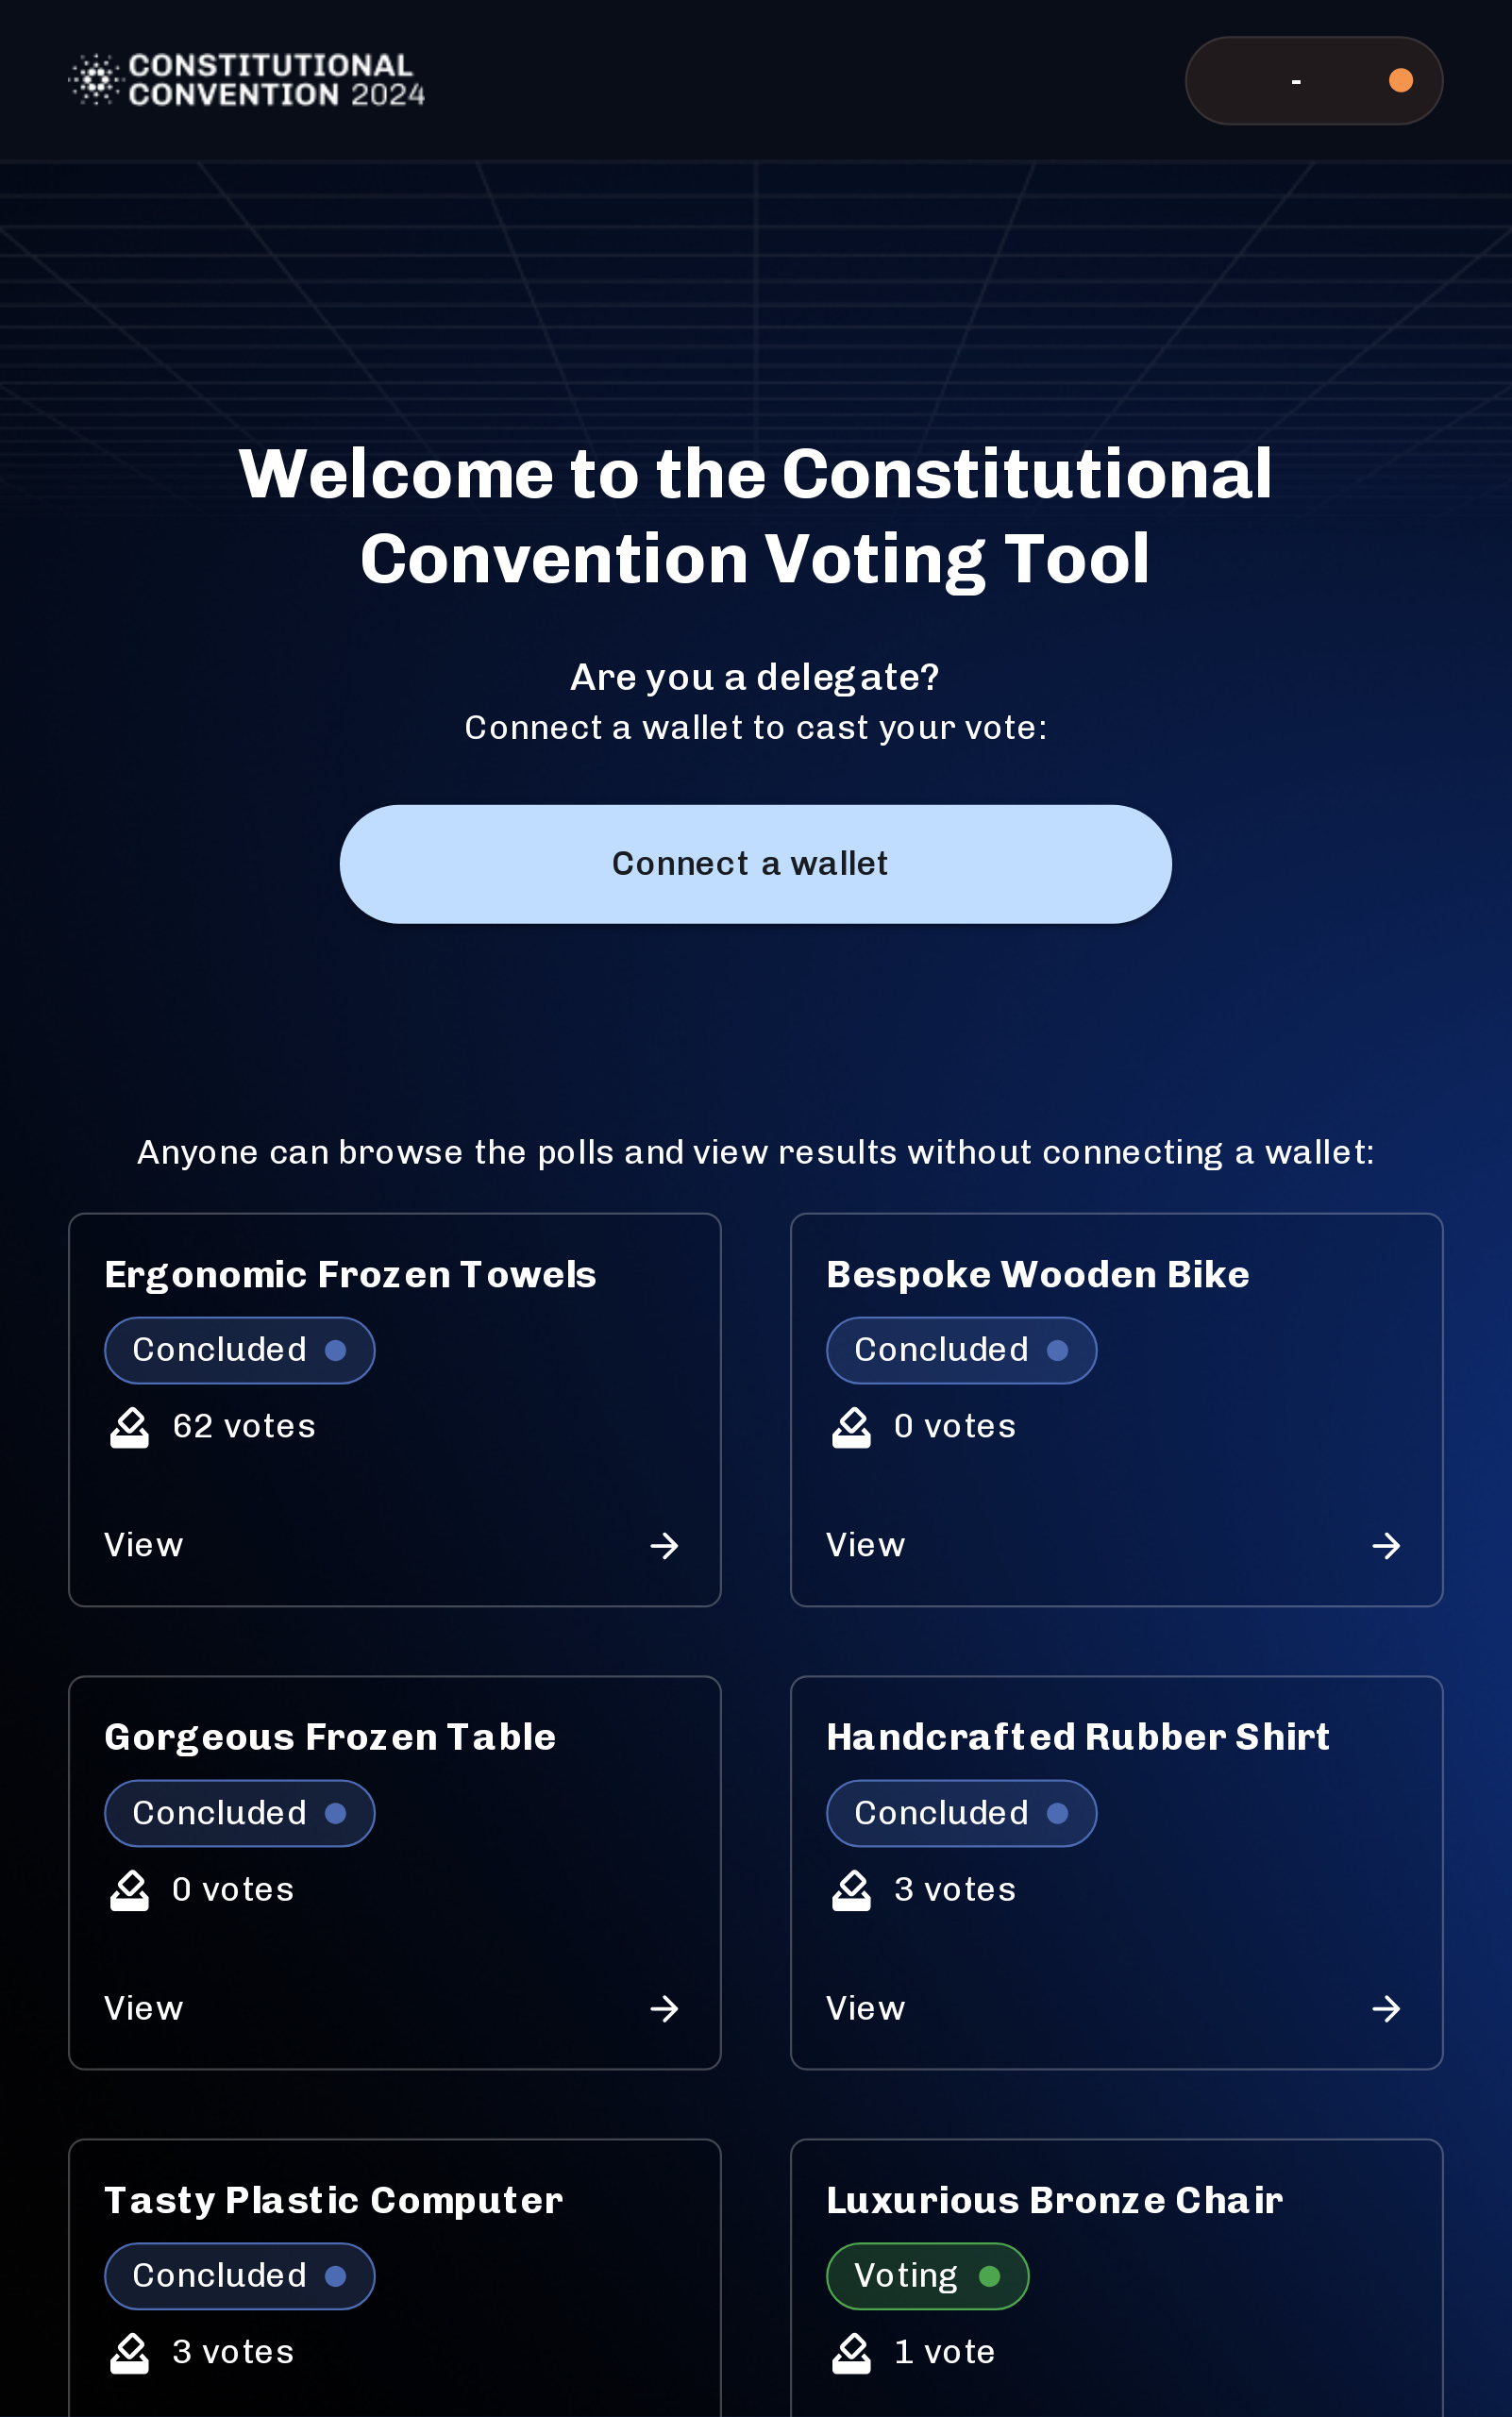 CONSTITUTIONAL
CONVENTION 2024
-
Welcome to the Constitutional
Convention Voting Tool
Are you a delegate?
Connect a wallet to cast your vote:
Connect a wallet
Anyone can browse the polls and view results without connecting a wallet:
Ergonomic Frozen Towels
Concluded
62 votes
View
Bespoke Wooden Bike
Concluded
0 votes
View
Gorgeous Frozen Table
Concluded
0 votes
View
Handcrafted Rubber Shirt
Concluded
3 votes
View
Tasty Plastic Computer
Concluded
3 votes
Luxurious Bronze Chair
Voting
1 vote